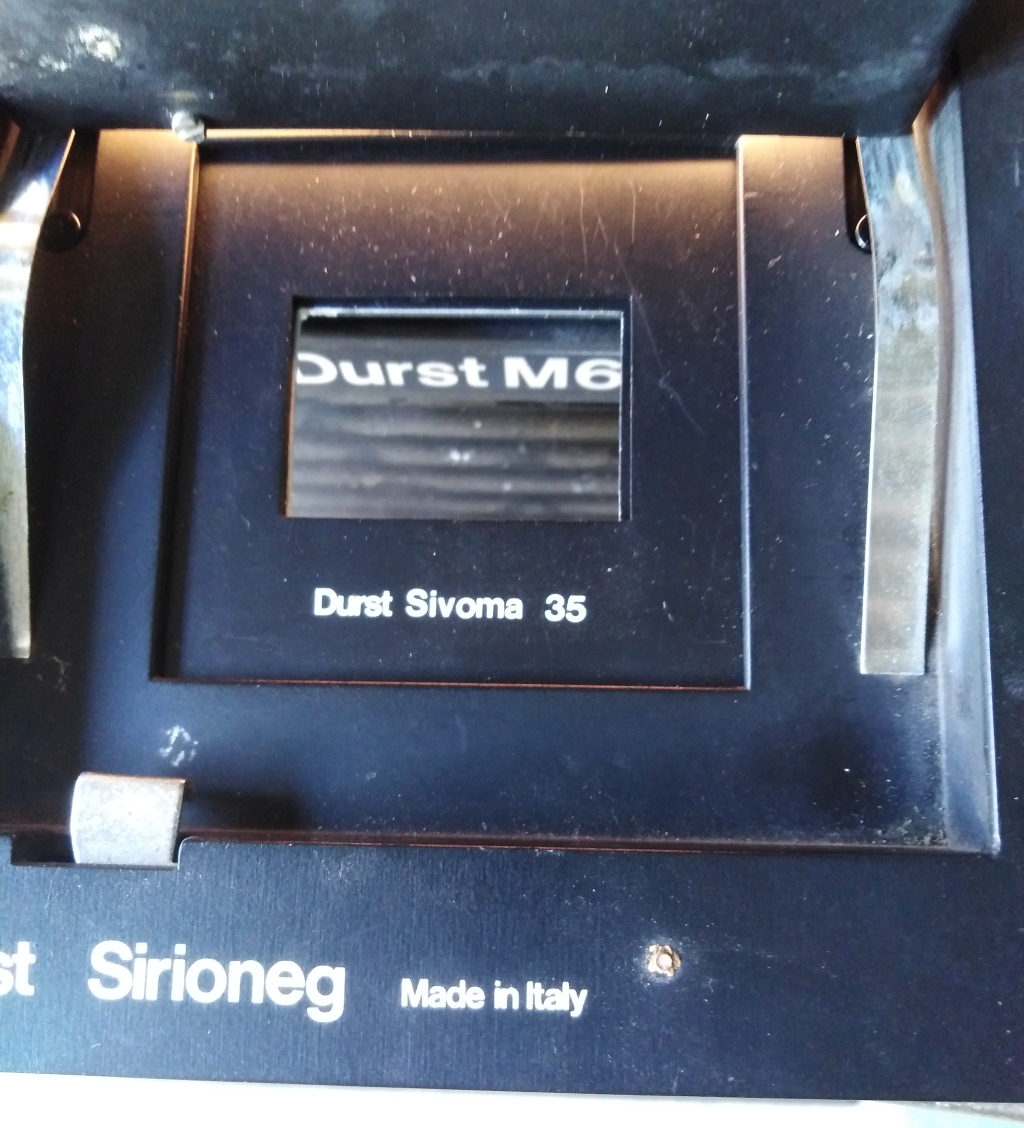 Durst M6
Durst Sivoma 35
st Sirioneg Made in Italy